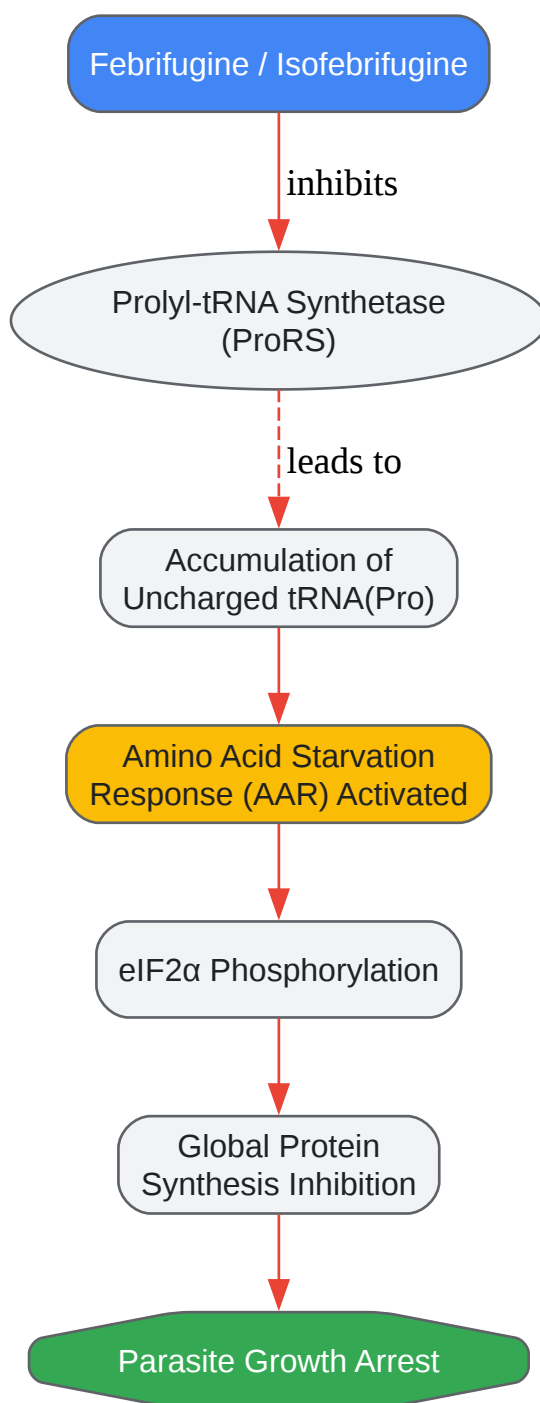 Febrifugine / Isofebrifugine
inhibits
Prolyl-tRNA Synthetase
(ProRS)
leads to
Accumulation of
Uncharged tRNA(Pro)
Amino Acid Starvation
Response (AAR) Activated
eIF2α Phosphorylation
Global Protein
Synthesis Inhibition
Parasite Growth Arrest